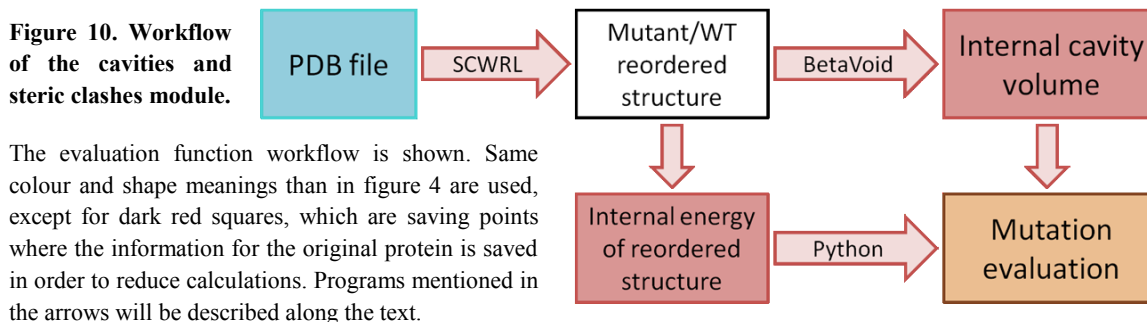 Figure 10. Workflow
of the cavities and
steric clashes module.
PDB file
SCWRL
Mutant/WT
reordered
structure
BetaVoid
Internal cavity
volume
The evaluation function workflow is shown. Same
colour and shape meanings than in figure 4 are used,
except for dark red squares, which are saving points
where the information for the original protein is saved
in order to reduce calculations. Programs mentioned in
the arrows will be described along the text.
Internal energy
of reordered
structure
Python
Mutation
evaluation